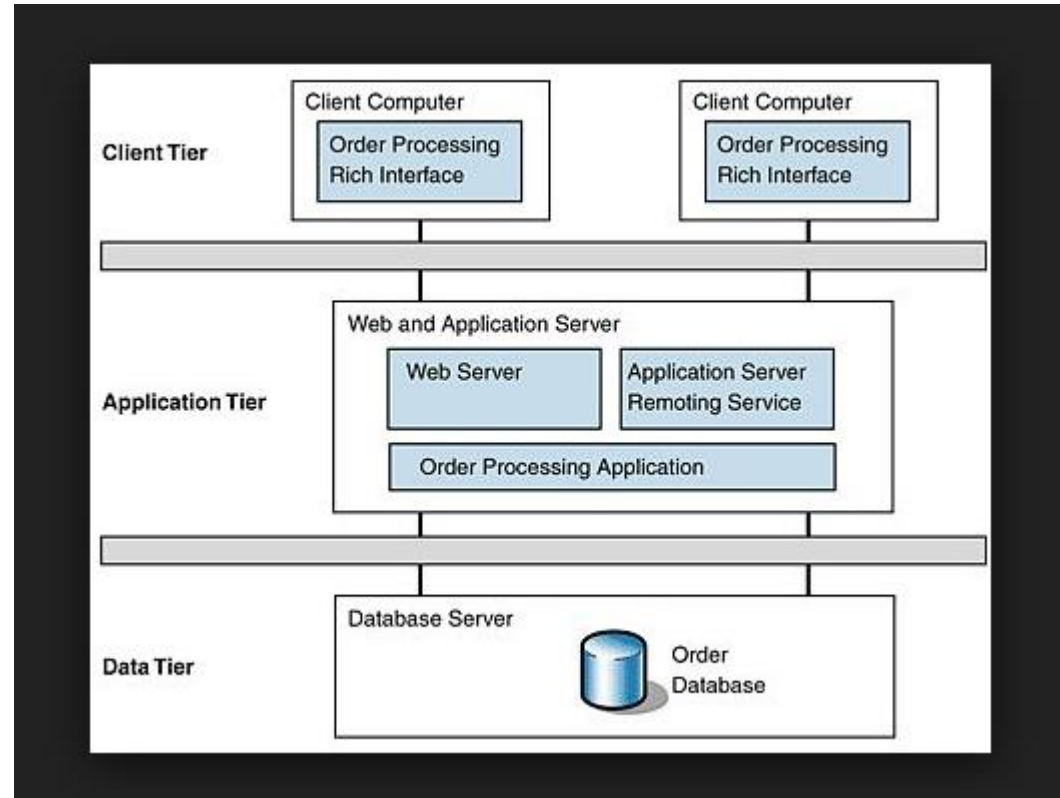 Client Tier
Client Computer
Order Processing
Rich Interface
Client Computer
Order Processing
Rich Interface
Application Tier
Web and Application Server
Web Server
Application Server
Remoting Service
Order Processing Application
Data Tier
Database Server
Order
Database